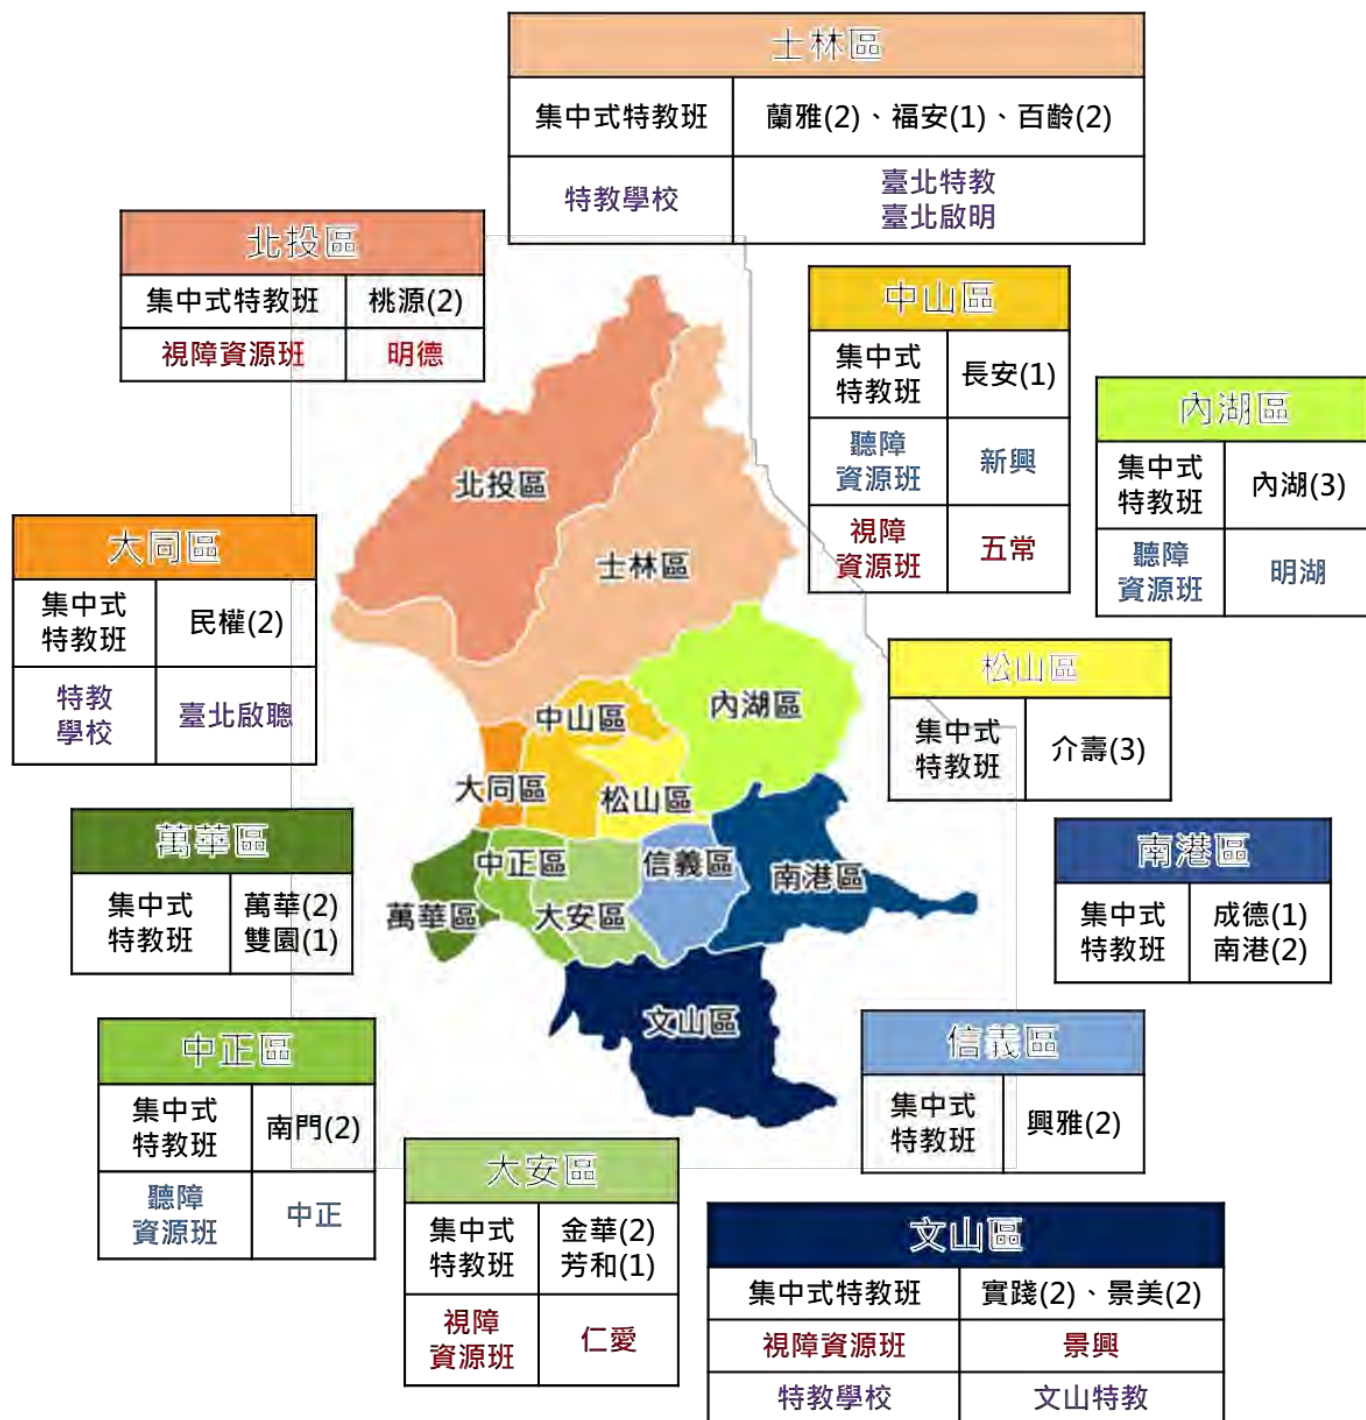 士林區
集中式特教班 蘭雅(2)、福安(1)、百齡(2)
特教學校 臺北特教
臺北啟明
北投區
集中式特教班 桃源(2)
視障資源班 明德
中山區
集中式
特教班 長安(1)
聽障
資源班 新興
視障
資源班 五常
內湖區
集中式
特教班 內湖(3)
聽障
資源班 明湖
大同區
集中式
特教班 民權(2)
特教
學校 臺北啟聰
松山區
集中式
特教班 介壽(3)
北投區
士林區
中山區
內湖區
大同區
松山區
中正區
信義區
南港區
萬華區
大安區
文山區
萬華區
集中式
特教班 萬華(2)
雙園(1)
南港區
集中式
特教班 成德(1)
南港(2)
中正區
集中式
特教班 南門(2)
聽障
資源班 中正
信義區
集中式
特教班 興雅(2)
大安區
集中式
特教班 金華(2)
芳和(1)
視障
資源班 仁愛
文山區
集中式特教班 實踐(2)、景美(2)
視障資源班 景興
特教學校 文山特教